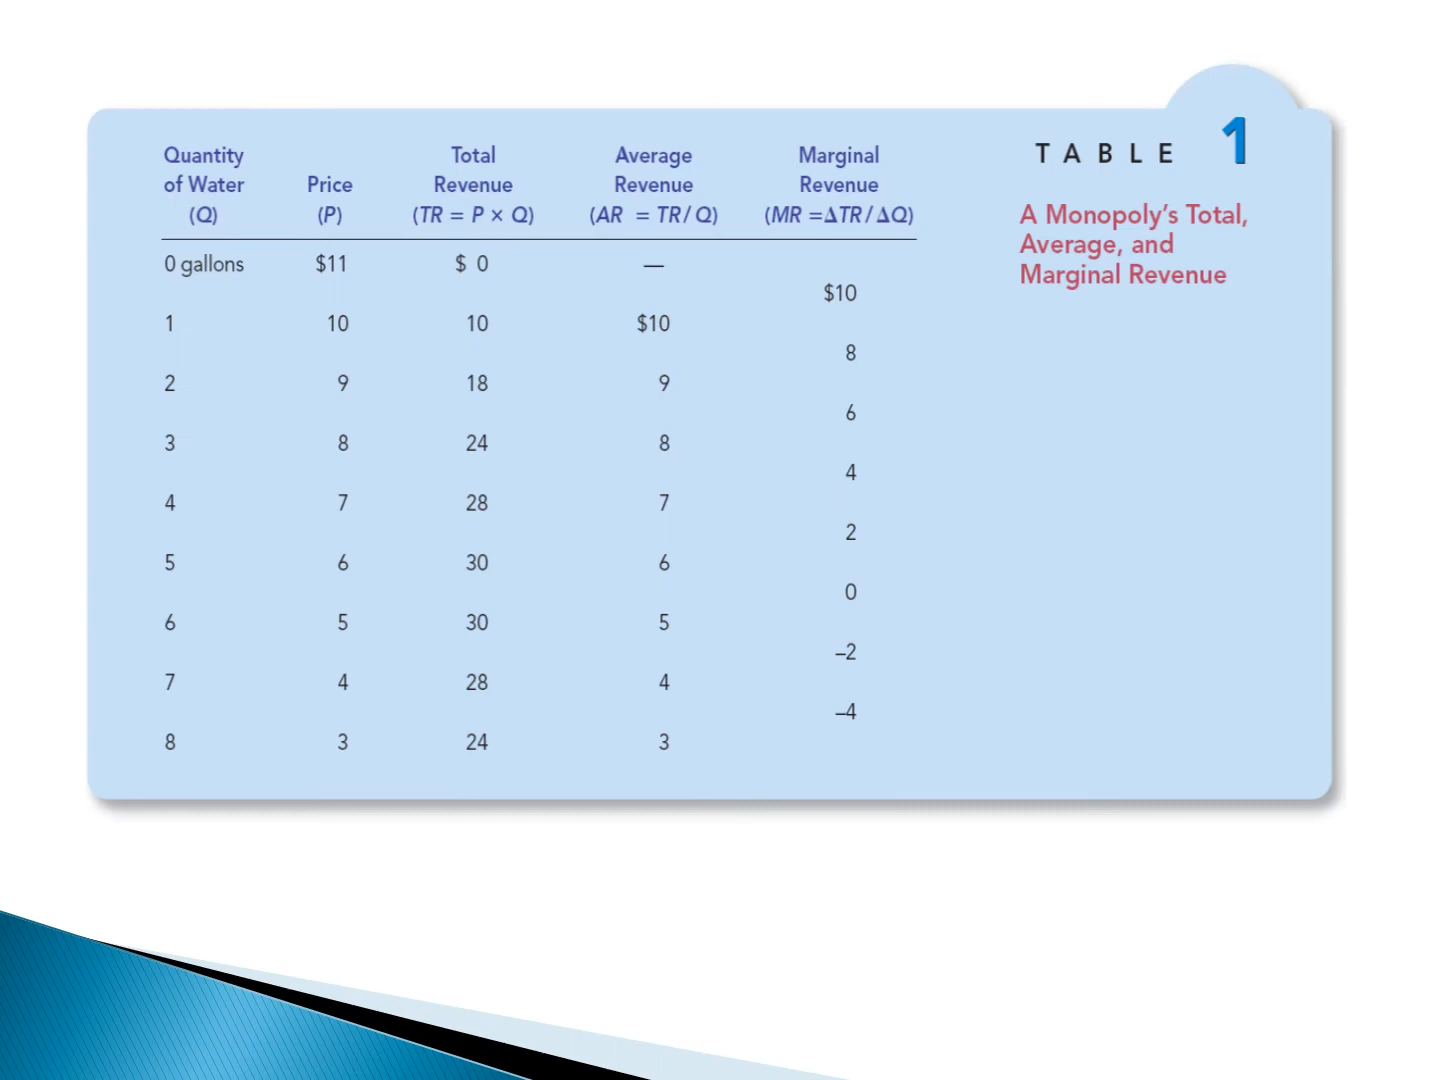 TABLE 1
A Monopoly's Total,
Average, and
Marginal Revenue
Quantity of Water (Q) Price (P) Total Revenue (TR = P × Q) Average Revenue (AR = TR/Q) Marginal Revenue (MR =ΔTR/ΔQ)
0 gallons $11 $ 0 —
$10
1 10 10 $10
8
2 9 18 9
6
3 8 24 8
4
4 7 28 7
2
5 6 30 6
0
6 5 30 5
–2
7 4 28 4
–4
8 3 24 3